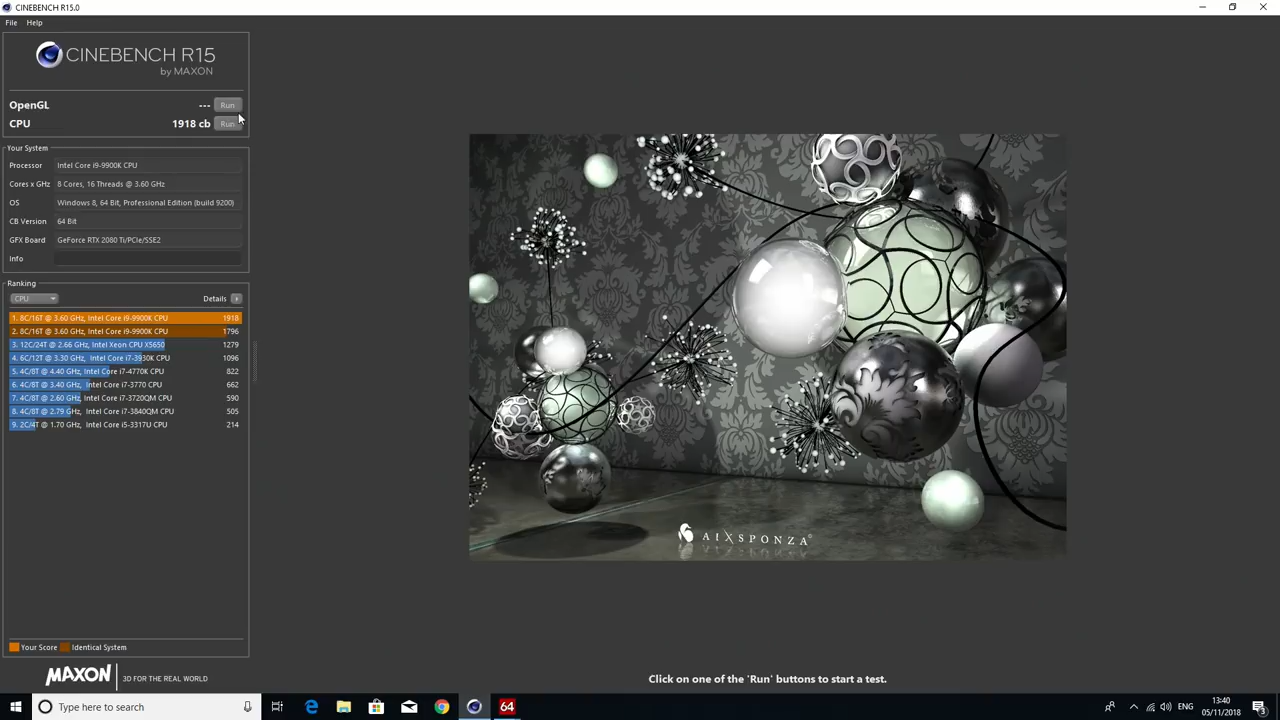 CINEBENCH R15.0
File Help
CINEBENCH R15
by MAXON
OpenGL --- Run
CPU 1918 cb Run
Your System
Processor Intel Core i9-9900K CPU
Cores x GHz 8 Cores, 16 Threads @ 3.60 GHz
OS Windows 8, 64 Bit, Professional Edition (build 9200)
CB Version 64 Bit
GFX Board GeForce RTX 2080 Ti/PCIe/SSE2
Info
Ranking
CPU Details
1. 8C/16T @ 3.60 GHz, Intel Core i9-9900K CPU 1918
2. 8C/16T @ 3.60 GHz, Intel Core i9-9900K CPU 1796
3. 12C/24T @ 2.66 GHz, Intel Xeon CPU X5650 1279
4. 6C/12T @ 3.30 GHz, Intel Core i7-3930K CPU 1096
5. 4C/8T @ 4.40 GHz, Intel Core i7-4770K CPU 822
6. 4C/8T @ 3.40 GHz, Intel Core i7-3770 CPU 662
7. 4C/8T @ 2.60 GHz, Intel Core i7-3720QM CPU 590
8. 4C/8T @ 2.79 GHz, Intel Core i7-3840QM CPU 505
9. 2C/4T @ 1.70 GHz, Intel Core i5-3317U CPU 214
AIXSPONZA®
Your Score Identical System
MAXON 3D FOR THE REAL WORLD
Click on one of the 'Run' buttons to start a test.
Type here to search
64
ENG
13:40
05/11/2018
3